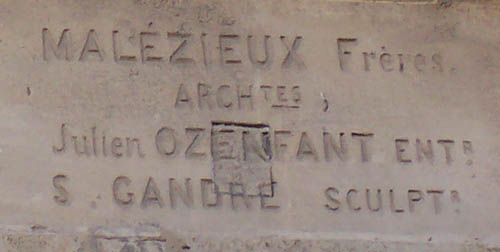 MALÉZIEUX Frères.
ARCHTES,
Julien OZENFANT ENTR
S. GANDRE SCULPTR